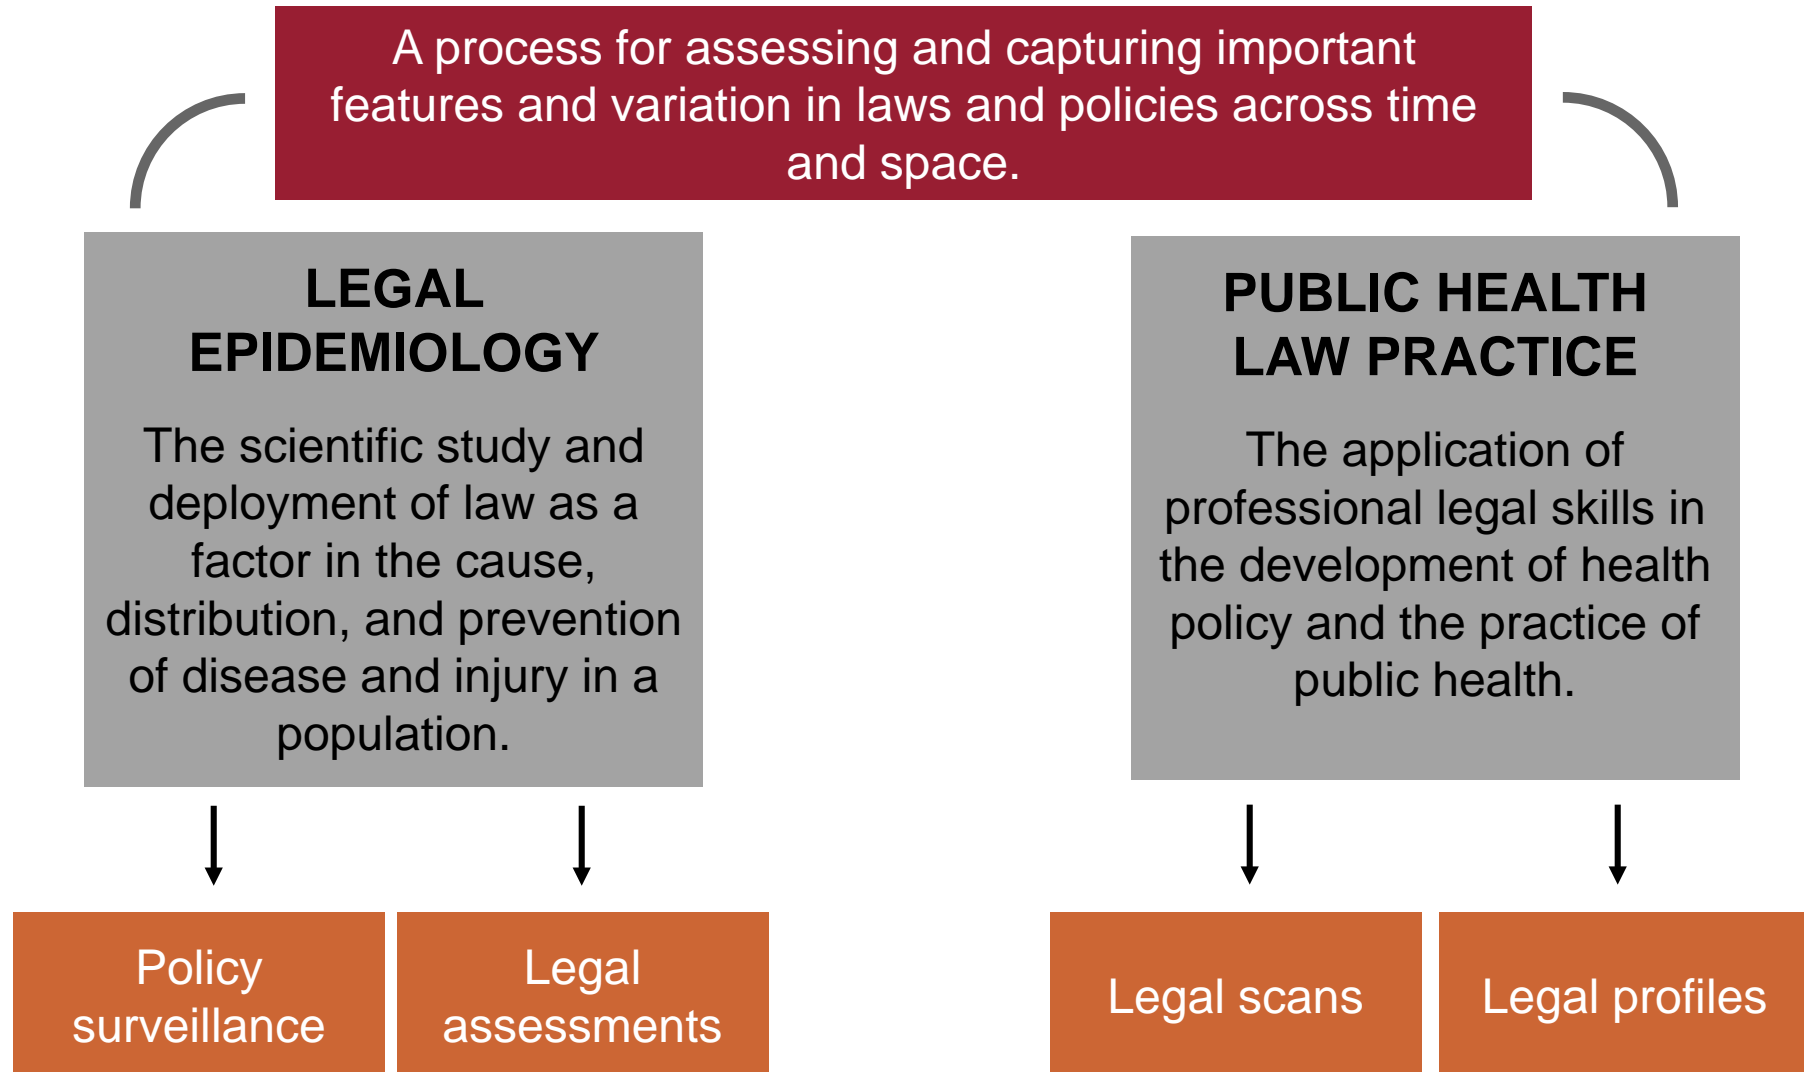 A process for assessing and capturing important
features and variation in laws and policies across time
and space.
LEGAL
EPIDEMIOLOGY
The scientific study and
deployment of law as a
factor in the cause,
distribution, and prevention
of disease and injury in a
population.
PUBLIC HEALTH
LAW PRACTICE
The application of
professional legal skills in
the development of health
policy and the practice of
public health.
Policy
surveillance
Legal
assessments
Legal scans
Legal profiles